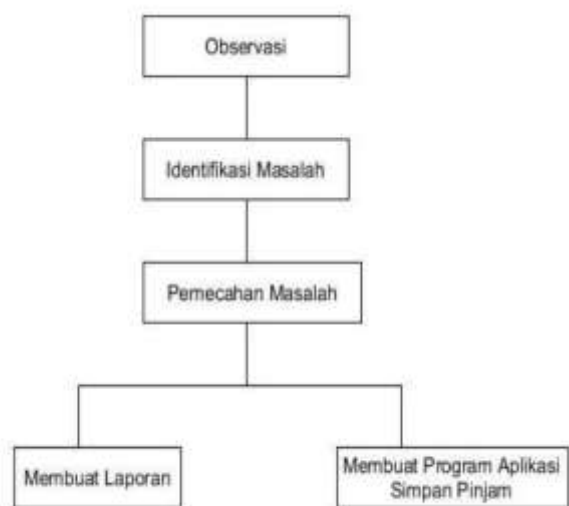 Observasi
Identifikasi Masalah
Pemecahan Masalah
Membuat Laporan
Membuat Program Aplikasi
Simpan Pinjam